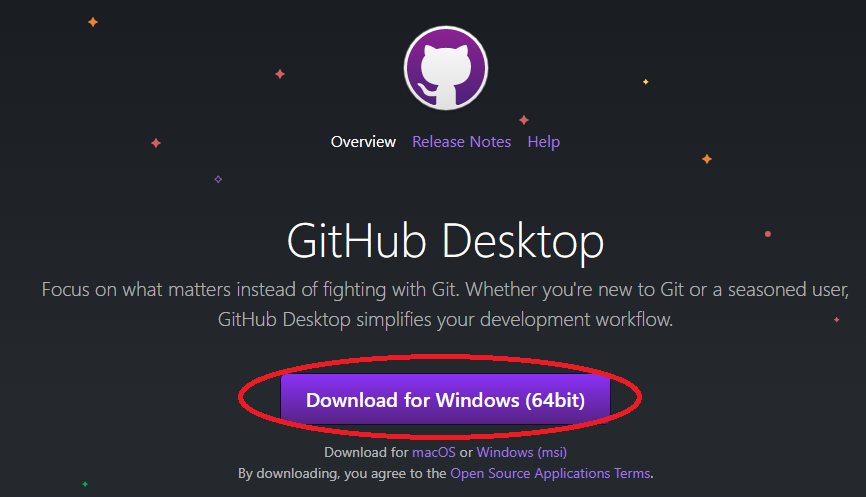 Overview Release Notes Help
GitHub Desktop
Focus on what matters instead of fighting with Git. Whether you're new to Git or a seasoned user,
GitHub Desktop simplifies your development workflow.
Download for Windows (64bit)
Download for macOS or Windows (msi)
By downloading, you agree to the Open Source Applications Terms.